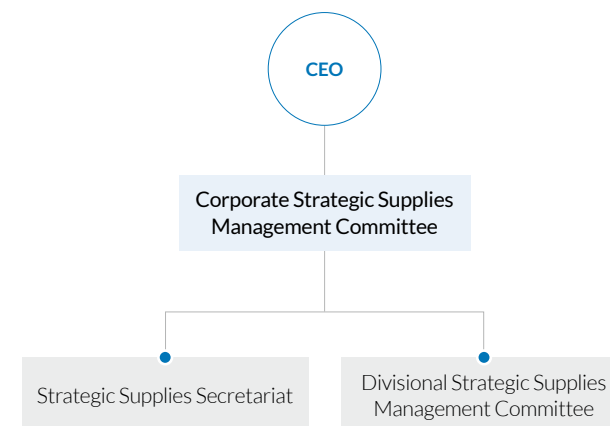 CEO
Corporate Strategic Supplies
Management Committee
Strategic Supplies Secretariat
Divisional Strategic Supplies
Management Committee